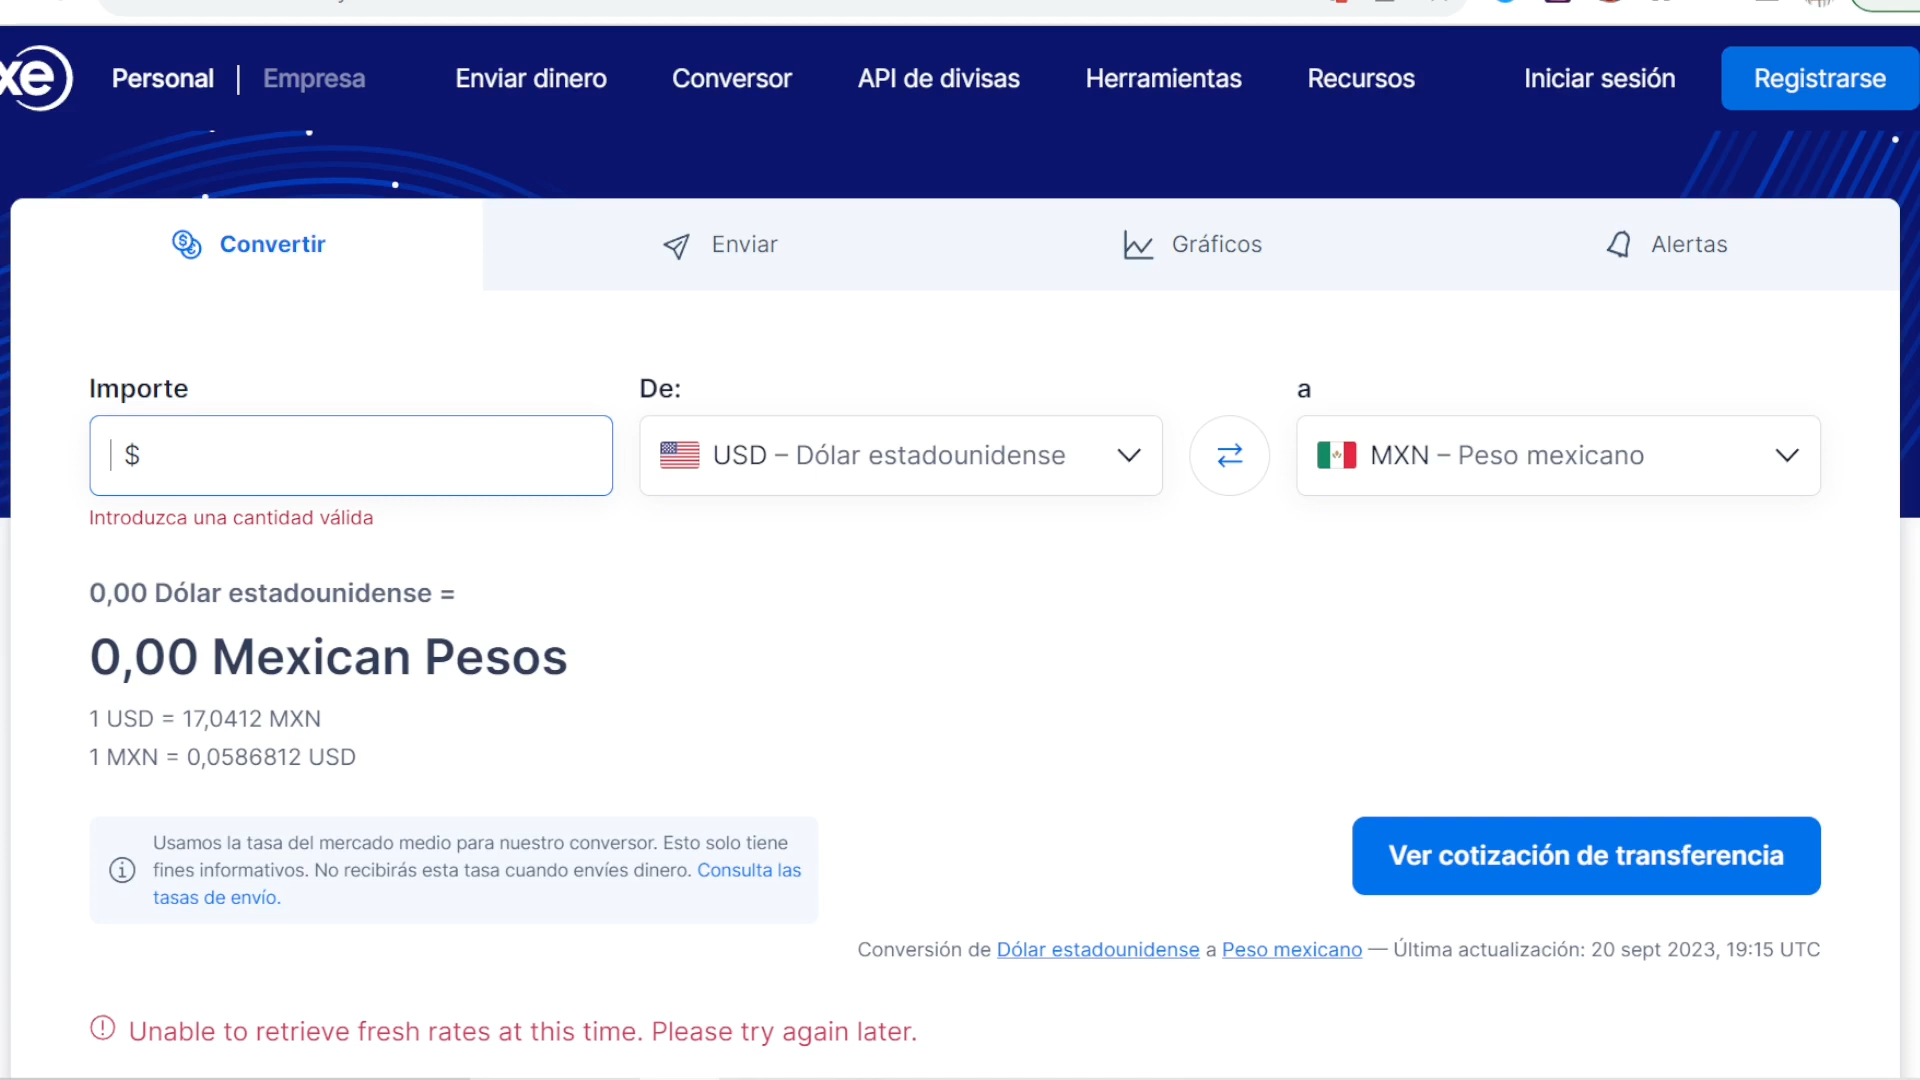 xe Personal | Empresa Enviar dinero Conversor API de divisas Herramientas Recursos Iniciar sesión Registrarse
Convertir Enviar Gráficos Alertas
Importe De: a
$ USD – Dólar estadounidense MXN – Peso mexicano
Introduzca una cantidad válida
0,00 Dólar estadounidense =
0,00 Mexican Pesos
1 USD = 17,0412 MXN
1 MXN = 0,0586812 USD
Usamos la tasa del mercado medio para nuestro conversor. Esto solo tiene
fines informativos. No recibirás esta tasa cuando envíes dinero. Consulta las
tasas de envío.
Ver cotización de transferencia
Conversión de Dólar estadounidense a Peso mexicano — Última actualización: 20 sept 2023, 19:15 UTC
Unable to retrieve fresh rates at this time. Please try again later.